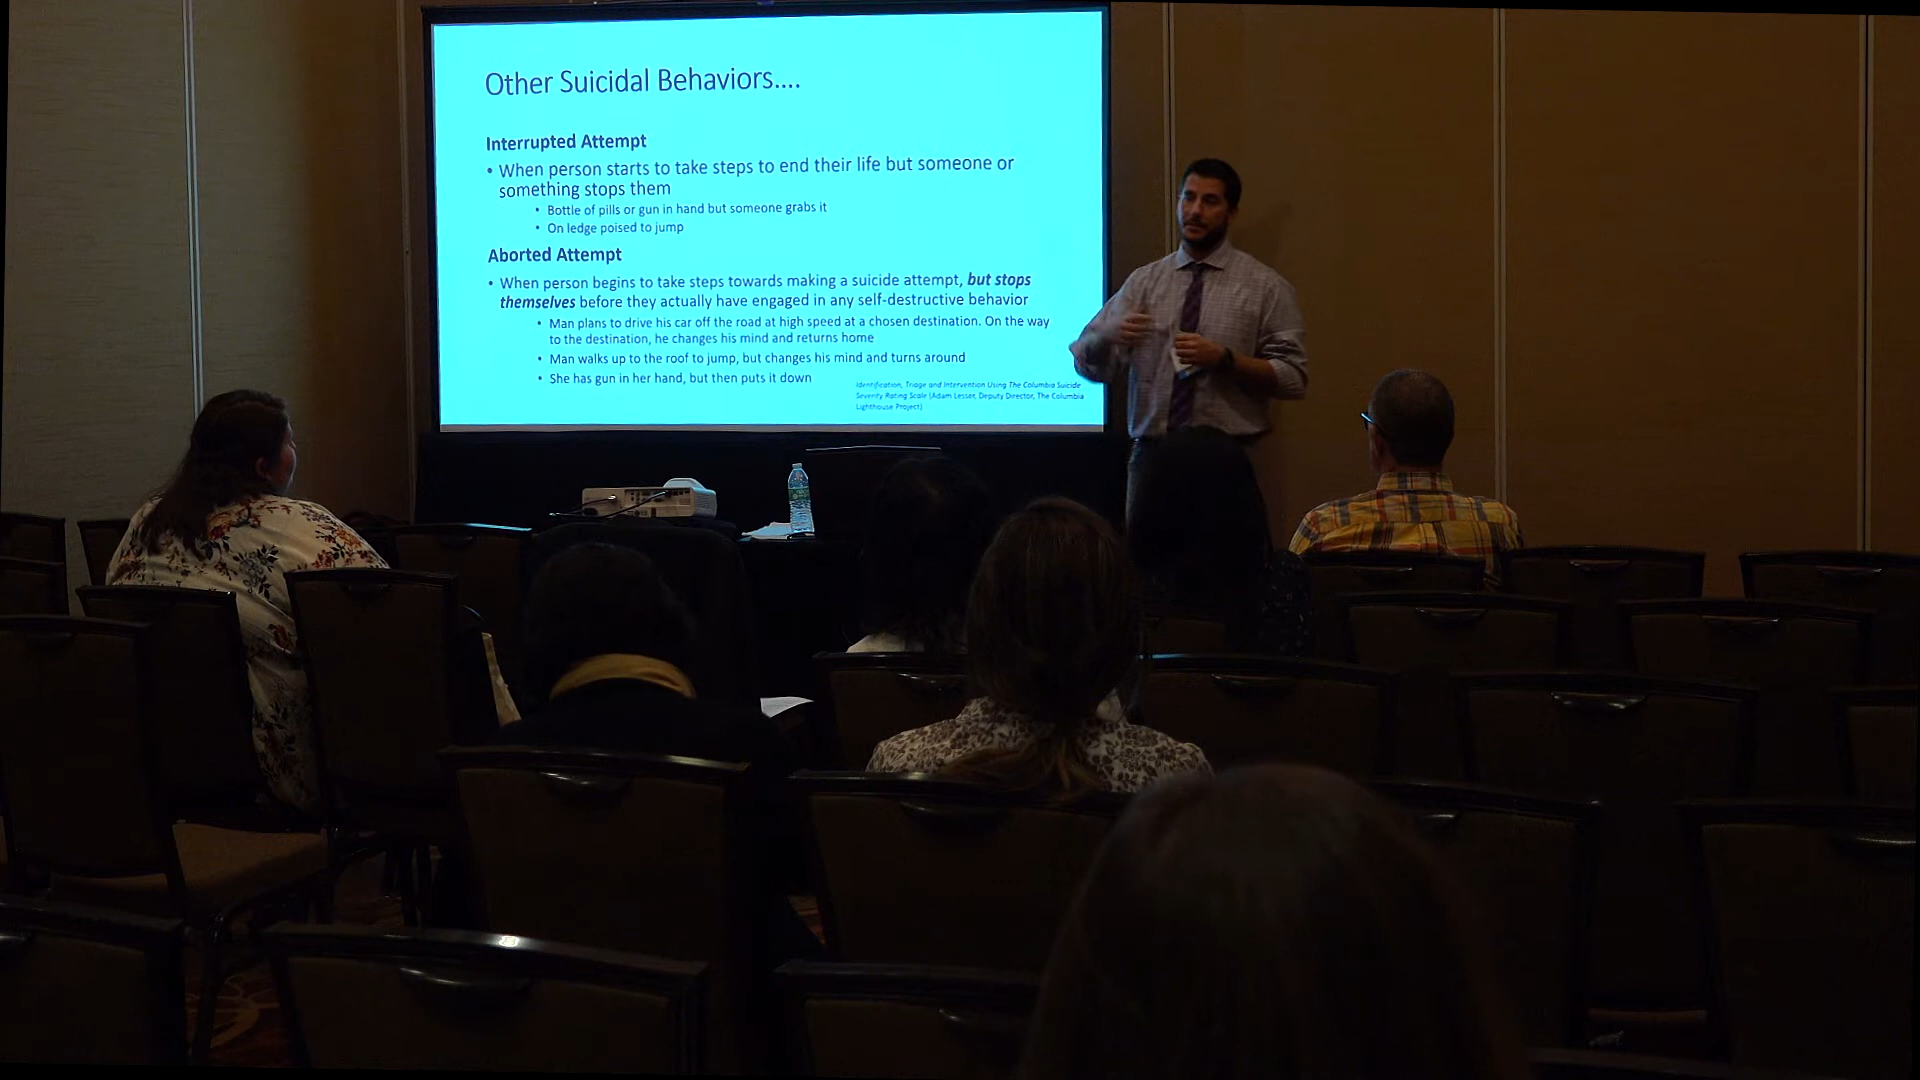 Other Suicidal Behaviors....
Interrupted Attempt
• When person starts to take steps to end their life but someone or
something stops them
• Bottle of pills or gun in hand but someone grabs it
• On ledge poised to jump
Aborted Attempt
• When person begins to take steps towards making a suicide attempt, but stops
themselves before they actually have engaged in any self-destructive behavior
• Man plans to drive his car off the road at high speed at a chosen destination. On the way
to the destination, he changes his mind and returns home
• Man walks up to the roof to jump, but changes his mind and turns around
• She has gun in her hand, but then puts it down
Identification, Triage and Intervention Using The Columbia Suicide
Severity Rating Scale (Adam Lesser, Deputy Director, The Columbia
Lighthouse Project)